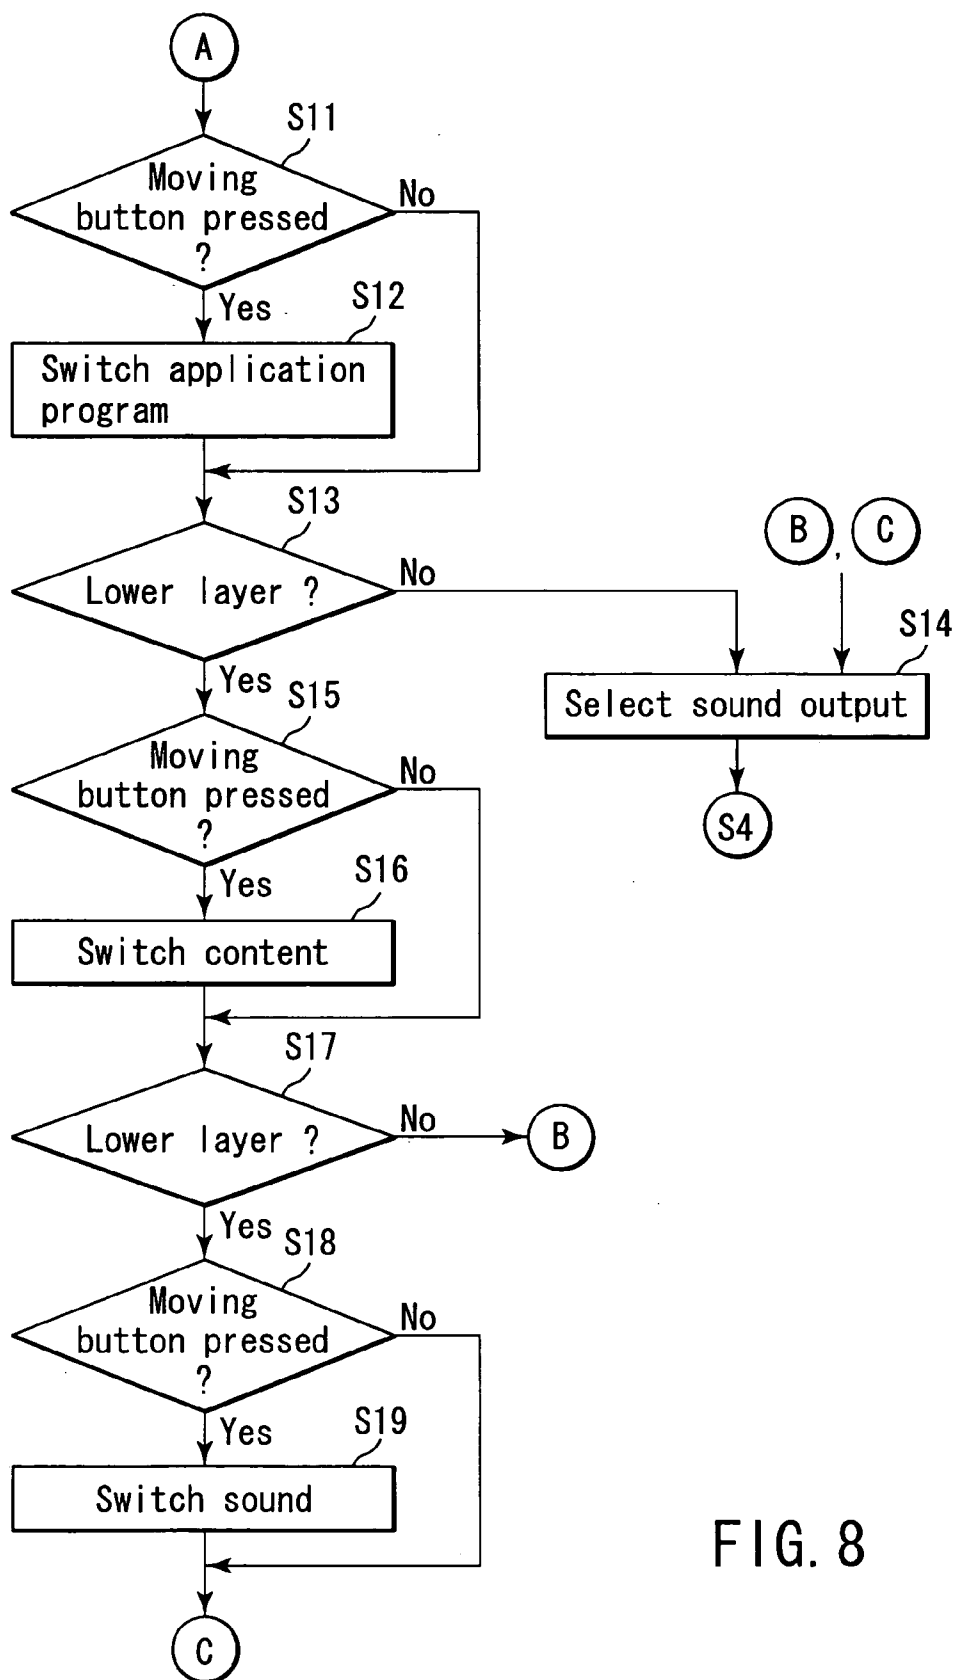 A
S11
Moving
button pressed
?
No
Yes
S12
Switch application
program
S13
Lower layer ?
No
B, C
S14
Select sound output
S4
Yes
S15
Moving
button pressed
?
No
Yes
S16
Switch content
S17
Lower layer ?
No
B
Yes
S18
Moving
button pressed
?
No
Yes
S19
Switch sound
C
FIG. 8